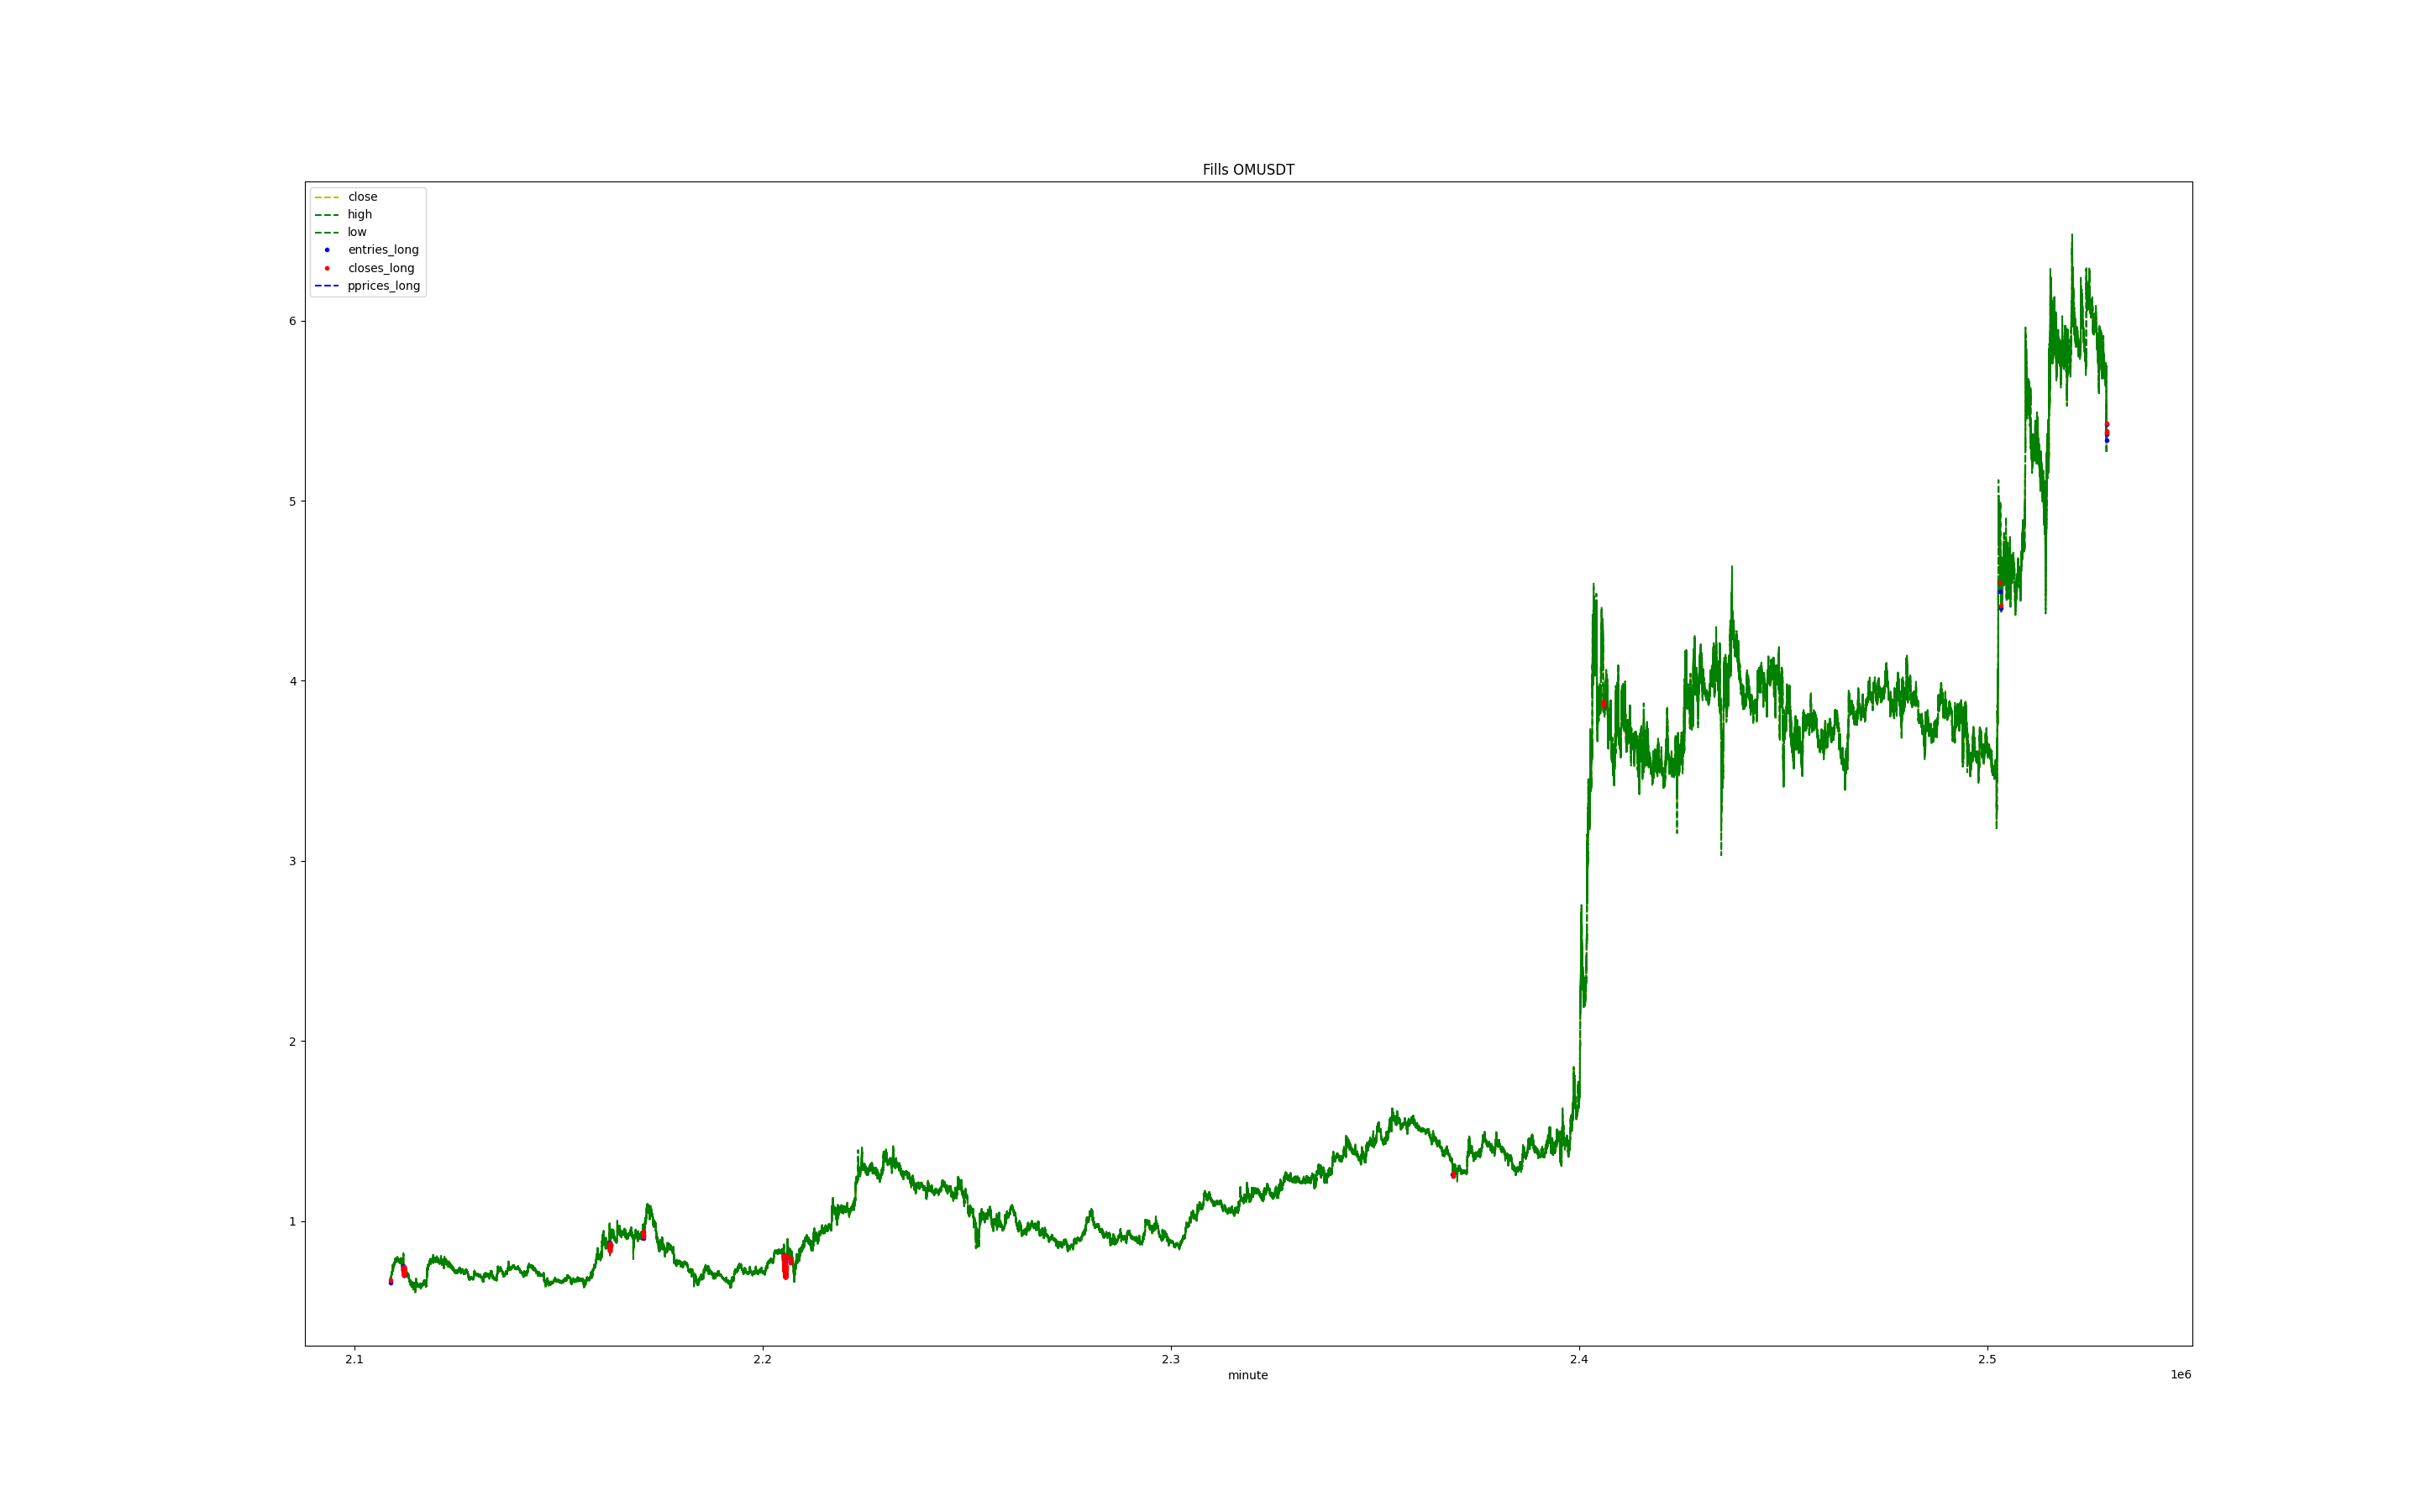 Fills OMUSDT
close
high
low
entries_long
closes_long
pprices_long
6
5
4
3
2
1
2.1 2.2 2.3 2.4 2.5
minute
1e6